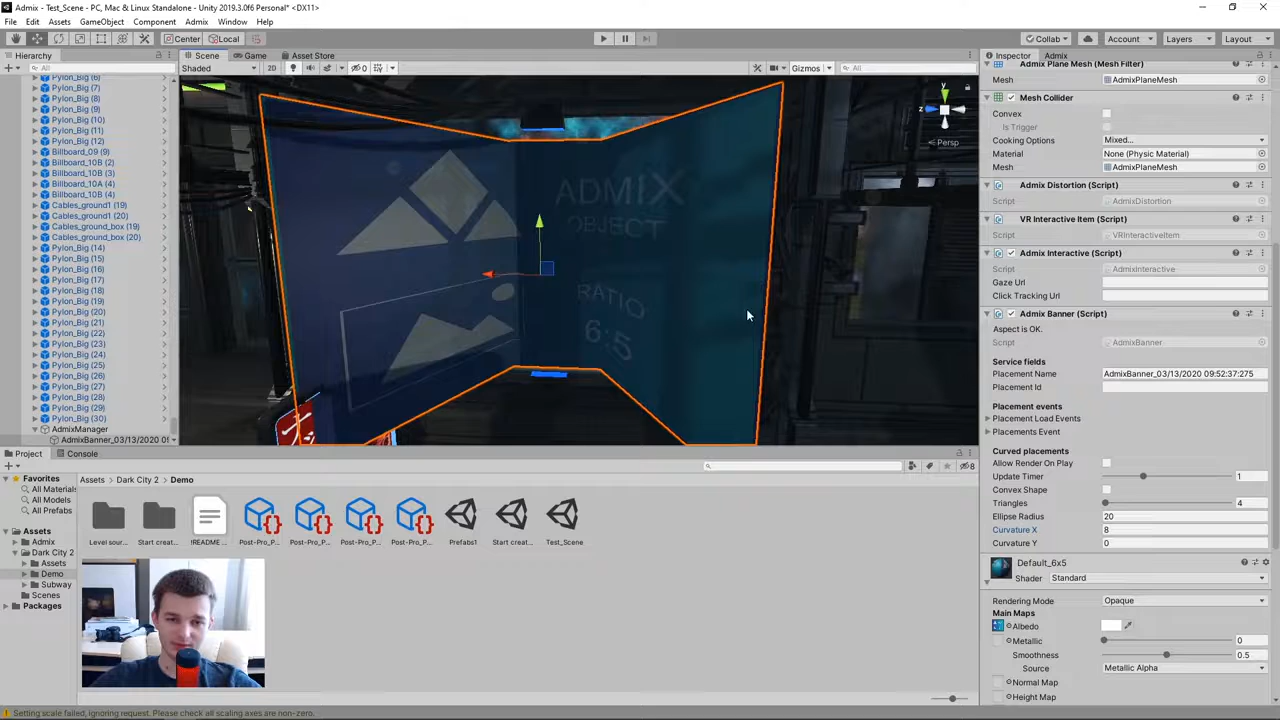 Admix - Test_Scene - PC, Mac & Linux Standalone - Unity 2019.3.0f6 Personal* <DX11>
File Edit Assets GameObject Component Admix Window Help
Center Local Collab Account Layers Layout
Hierarchy Scene Game Asset Store Inspector Admix
All Shaded 2D 0 Gizmos All
Pylon_Big (6)
Pylon_Big (7)
Pylon_Big (8)
Pylon_Big (9)
Pylon_Big (10)
Pylon_Big (11)
Pylon_Big (12)
Billboard_09 (9)
Billboard_10B (2)
Billboard_10B (3)
Billboard_10A (4)
Billboard_10B (4)
Cables_ground1 (19)
Cables_ground1 (20)
Cables_ground_box (19)
Cables_ground_box (20)
Pylon_Big (14)
Pylon_Big (15)
Pylon_Big (16)
Pylon_Big (17)
Pylon_Big (18)
Pylon_Big (19)
Pylon_Big (20)
Pylon_Big (21)
Pylon_Big (22)
Pylon_Big (23)
Pylon_Big (24)
Pylon_Big (25)
Pylon_Big (26)
Pylon_Big (27)
Pylon_Big (28)
Pylon_Big (29)
Pylon_Big (30)
AdmixManager
AdmixBanner_03/13/2020 09
y
z
< Persp
ADMIX
OBJECT
RATIO
6:5
Admix Plane Mesh (Mesh Filter)
Mesh AdmixPlaneMesh
Mesh Collider
Convex
Is Trigger
Cooking Options Mixed...
Material None (Physic Material)
Mesh AdmixPlaneMesh
Admix Distortion (Script)
Script AdmixDistortion
VR Interactive Item (Script)
Script VRInteractiveItem
Admix Interactive (Script)
Script AdmixInteractive
Gaze Url
Click Tracking Url
Admix Banner (Script)
Aspect is OK.
Script AdmixBanner
Service fields
Placement Name AdmixBanner_03/13/2020 09:52:37:275
Placement Id
Placement events
Placement Load Events
Placements Event
Curved placements
Allow Render On Play
Update Timer 1
Convex Shape
Triangles 4
Ellipse Radius 20
Curvature X 8
Curvature Y 0
Default_6x5
Shader Standard
Rendering Mode Opaque
Main Maps
Albedo
Metallic 0
Smoothness 0.5
Source Metallic Alpha
Normal Map
Height Map
Project Console
8
Favorites
All Materials
All Models
All Prefabs
Assets
Admix
Dark City 2
Assets
Demo
Subway
Scenes
Packages
Assets > Dark City 2 > Demo
Level sour... Start creat... !README ... Post-Pro_P... Post-Pro_P... Post-Pro_P... Post-Pro_P... Prefabs1 Start creat... Test_Scene
Setting scale failed, ignoring request. Please check all scaling axes are non-zero.